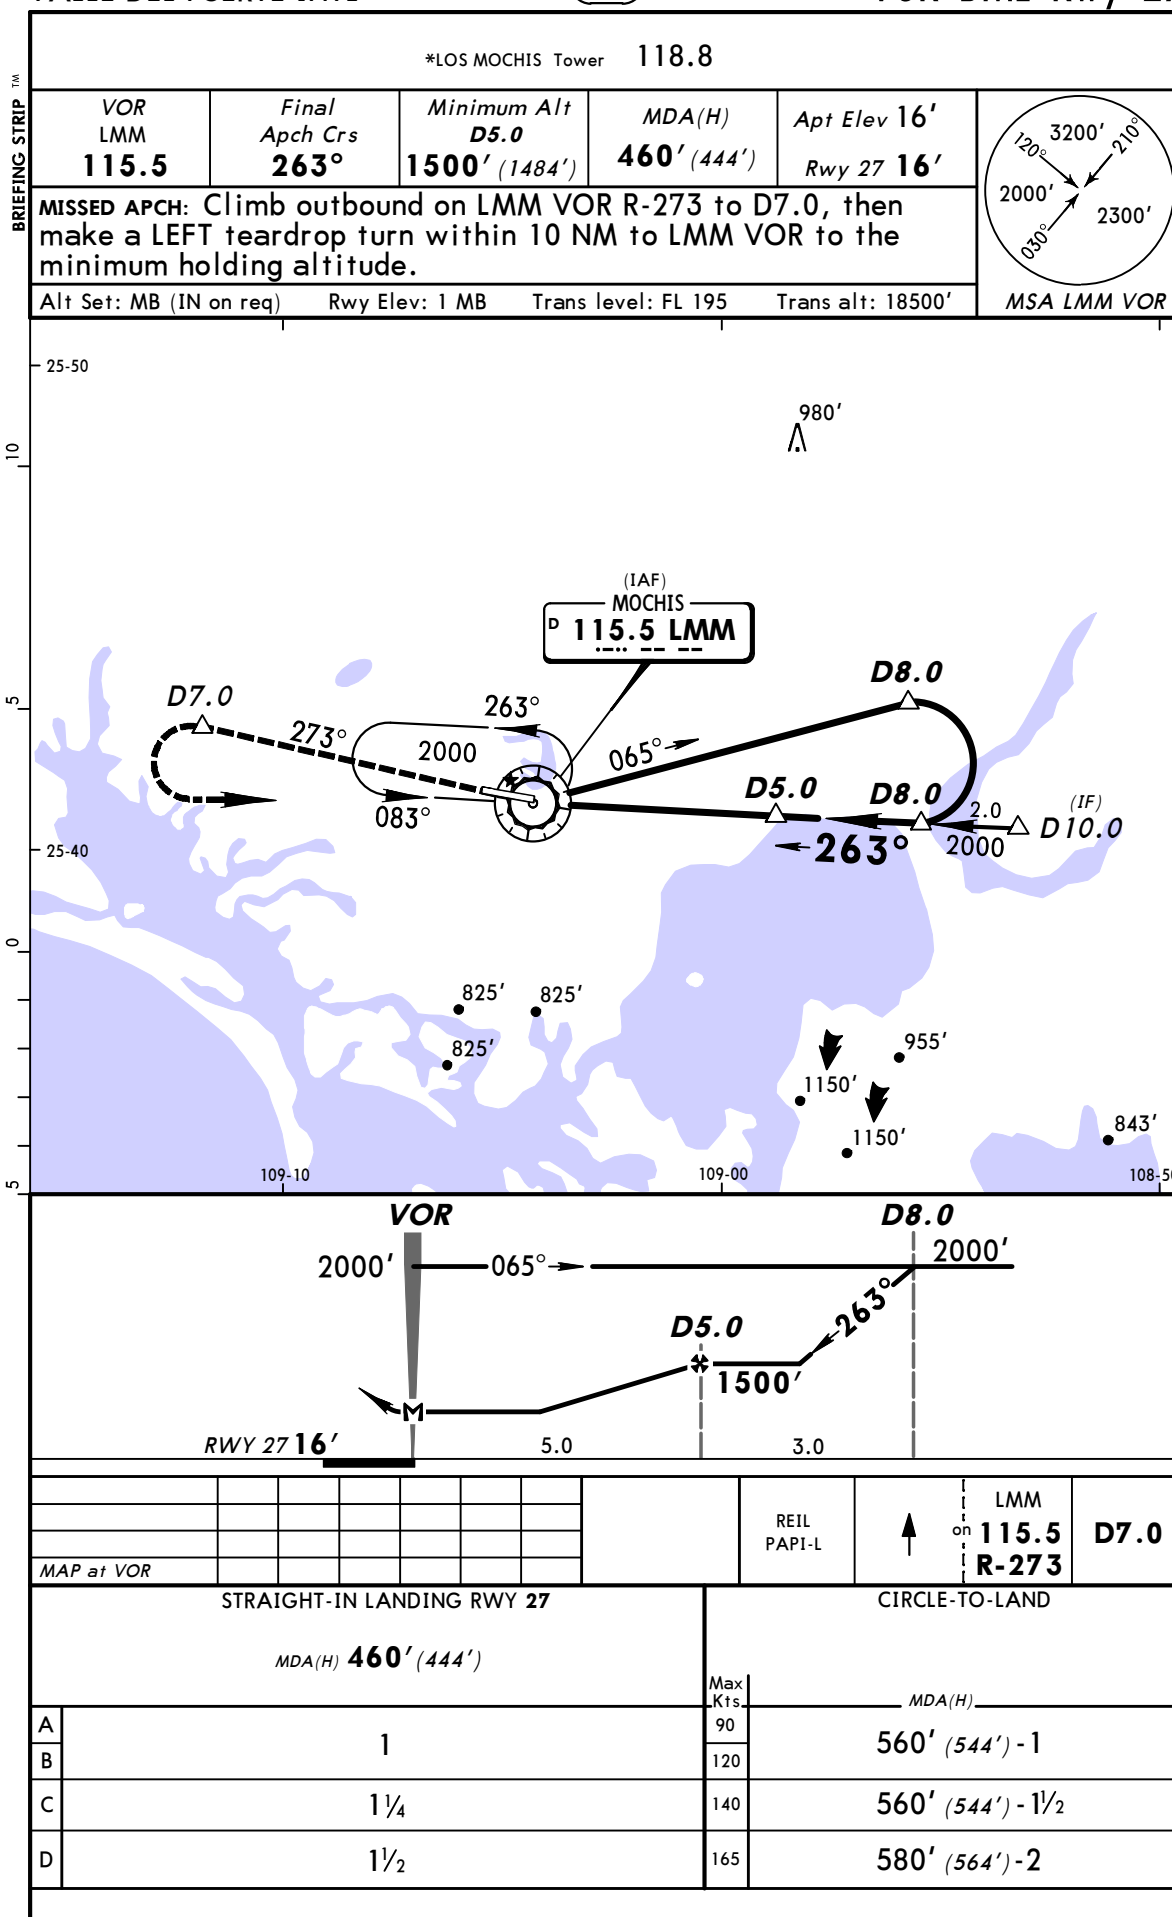 *LOS MOCHIS Tower 118.8
BRIEFING STRIP TM
VOR
LMM
115.5
Final
Apch Crs
263°
Minimum Alt
D5.0
1500' (1484')
MDA(H)
460' (444')
Apt Elev 16'
Rwy 27 16'
MISSED APCH: Climb outbound on LMM VOR R-273 to D7.0, then
make a LEFT teardrop turn within 10 NM to LMM VOR to the
minimum holding altitude.
Alt Set: MB (IN on req) Rwy Elev: 1 MB Trans level: FL 195 Trans alt: 18500'
120°
3200'
210°
2000'
2300'
030°
MSA LMM VOR
25-50
980'
10
(IAF)
MOCHIS
D 115.5 LMM
D8.0
D7.0
263°
5
273°
2000
065°
D5.0
D8.0
2.0
(IF)
D10.0
083°
263°
2000
25-40
0
825'
825'
825'
955'
1150'
1150'
843'
5
109-10
109-00
VOR
D8.0
2000'
065°
2000'
263°
D5.0
1500'
M
RWY 27 16'
5.0
3.0
MAP at VOR
REIL
PAPI-L
on
LMM
115.5
R-273
D7.0
STRAIGHT-IN LANDING RWY 27
CIRCLE-TO-LAND
MDA(H) 460' (444')
Max
Kts
MDA(H)
A
B
1
90
120
560' (544') - 1
C
1¼
140
560' (544') - 1½
D
1½
165
580' (564') - 2